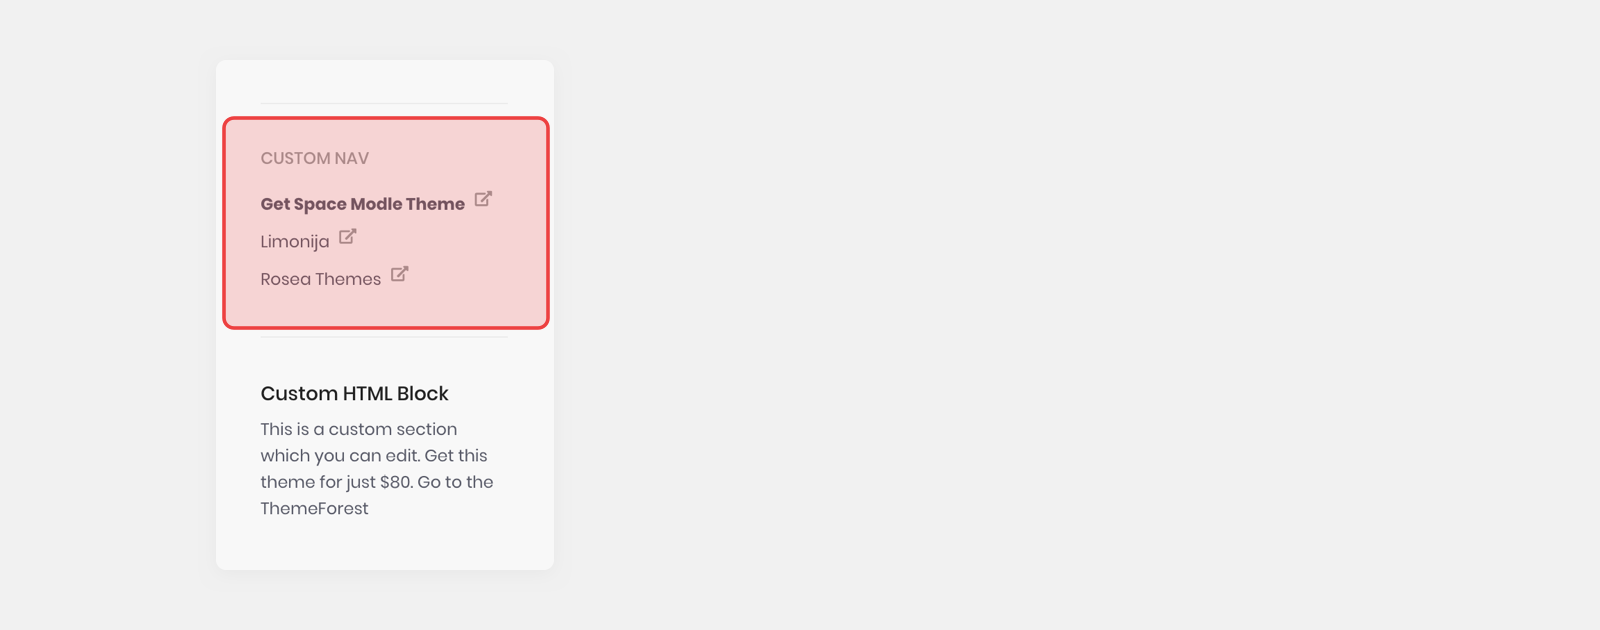 CUSTOM NAV
Get Space Modle Theme
Limonija
Rosea Themes
Custom HTML Block
This is a custom section
which you can edit. Get this
theme for just $80. Go to the
ThemeForest